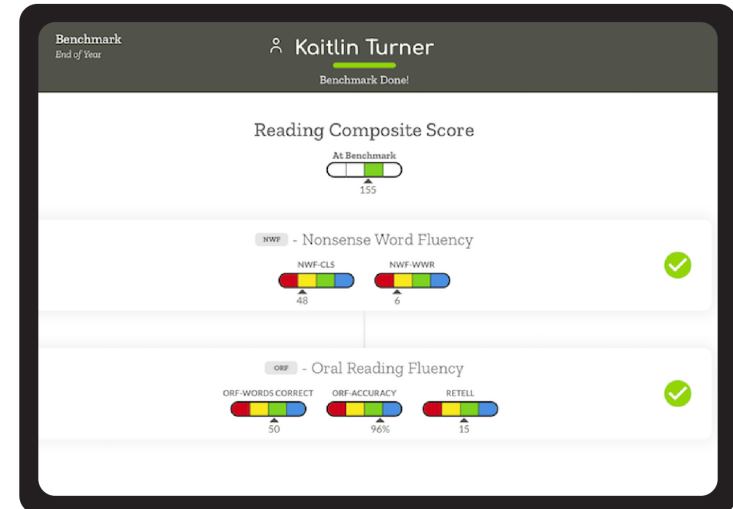 Benchmark
End of Year
Kaitlin Turner
Benchmark Done!
Reading Composite Score
At Benchmark
155
NWF - Nonsense Word Fluency
NWF-CLS NWF-WWR
48 6
ORF - Oral Reading Fluency
ORF-WORDS CORRECT ORF-ACCURACY RETELL
50 96% 15